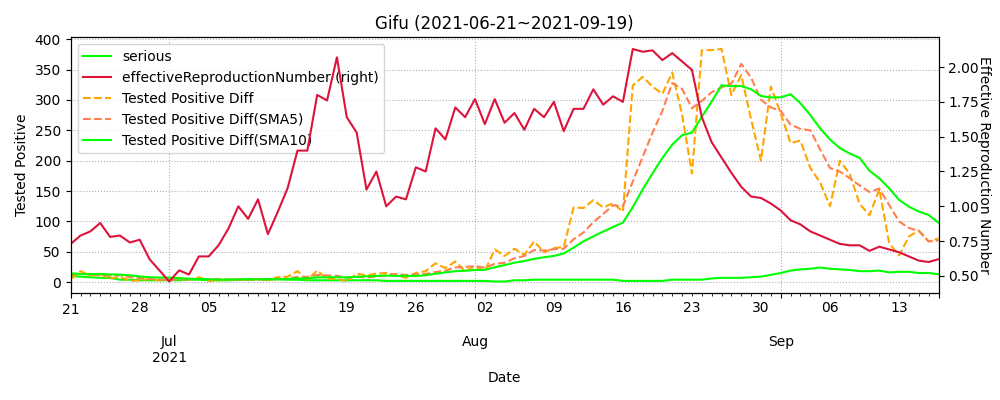 Gifu (2021-06-21~2021-09-19)
serious
effectiveReproductionNumber (right)
Tested Positive Diff
Tested Positive Diff(SMA5)
Tested Positive Diff(SMA10)
400
350
300
250
200
150
100
50
0
Tested Positive
2.00
1.75
1.50
1.25
1.00
0.75
0.50
Effective Reproduction Number
21 28 05 12 19 26 02 09 16 23 30 06 13
Jul Aug Sep
2021
Date